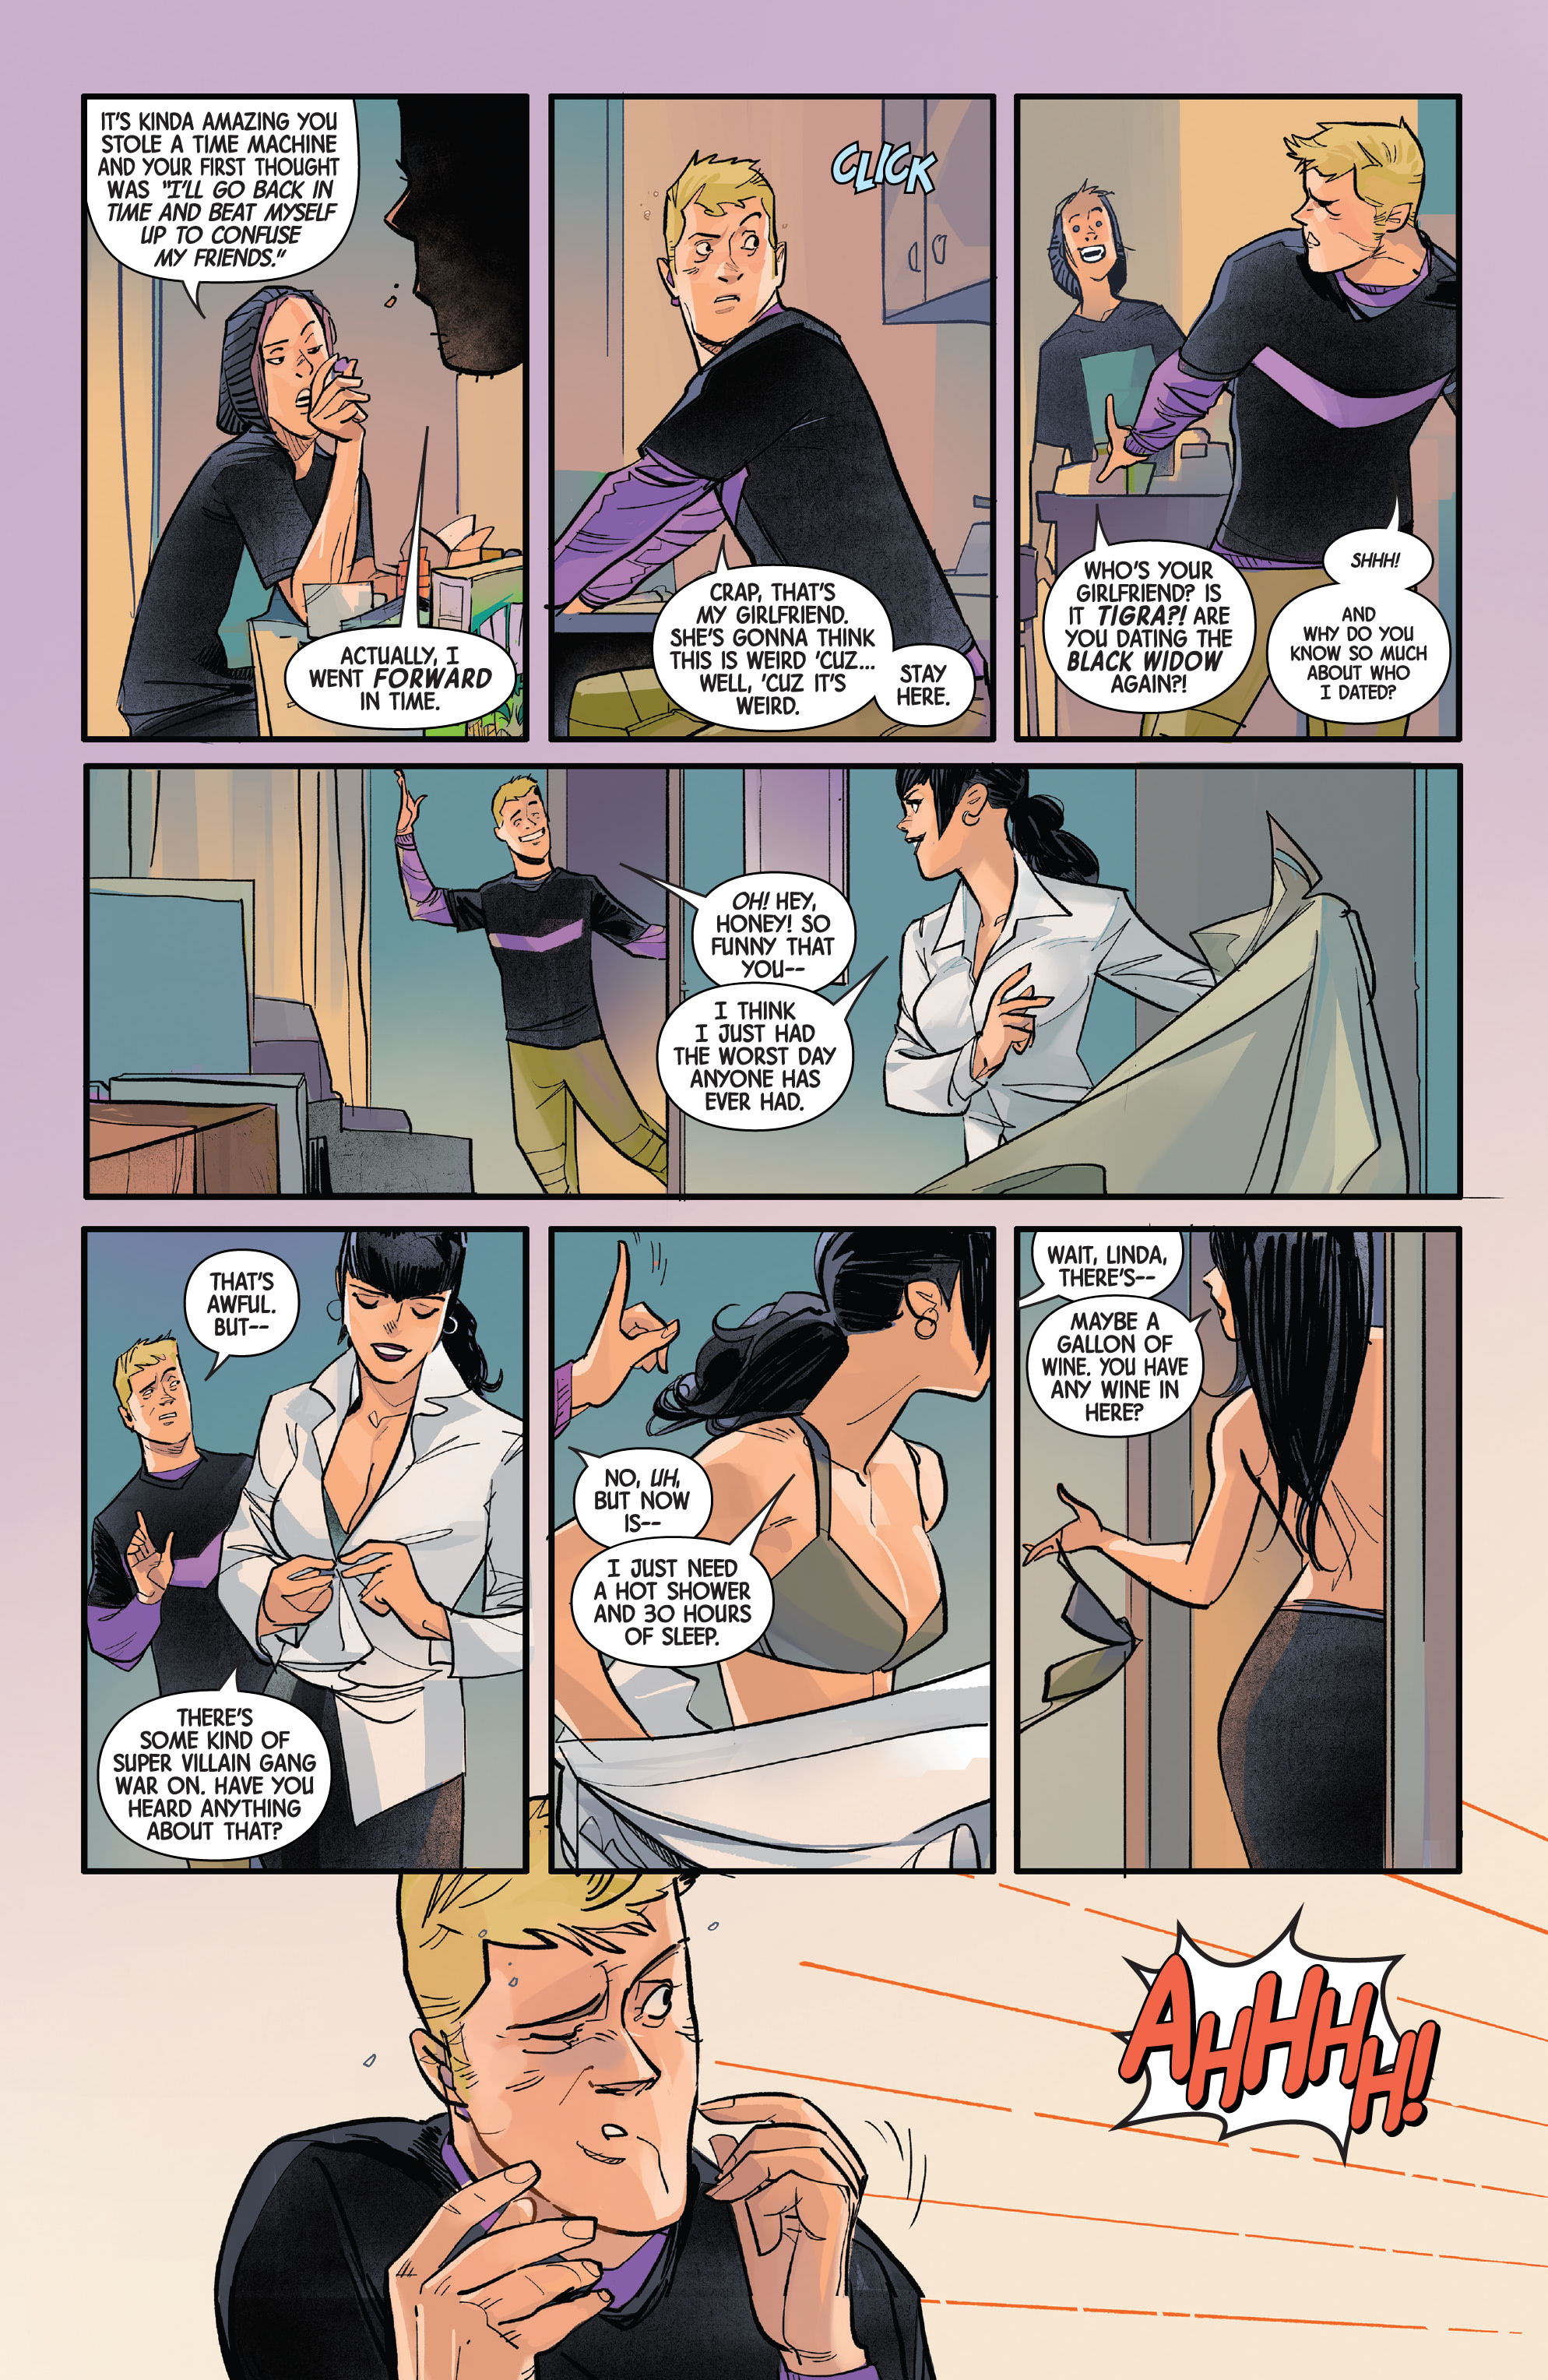 IT'S KINDA AMAZING YOU
STOLE A TIME MACHINE
AND YOUR FIRST THOUGHT
WAS "I'LL GO BACK IN
TIME AND BEAT MYSELF
UP TO CONFUSE
MY FRIENDS."
ACTUALLY, I
WENT FORWARD
IN TIME.
CLICK
CRAP, THAT'S
MY GIRLFRIEND.
SHE'S GONNA THINK
THIS IS WEIRD 'CUZ...
WELL, 'CUZ IT'S
WEIRD.
STAY
HERE.
WHO'S YOUR
GIRLFRIEND? IS
IT TIGRA?! ARE
YOU DATING THE
BLACK WIDOW
AGAIN?!
SHHH!
AND
WHY DO YOU
KNOW SO MUCH
ABOUT WHO
I DATED?
OH! HEY,
HONEY! SO
FUNNY THAT
YOU--
I THINK
I JUST HAD
THE WORST DAY
ANYONE HAS
EVER HAD.
THAT'S
AWFUL.
BUT--
THERE'S
SOME KIND OF
SUPER VILLAIN GANG
WAR ON. HAVE YOU
HEARD ANYTHING
ABOUT THAT?
NO, UH,
BUT NOW
IS--
I JUST NEED
A HOT SHOWER
AND 30 HOURS
OF SLEEP.
WAIT, LINDA,
THERE'S--
MAYBE A
GALLON OF
WINE. YOU HAVE
ANY WINE IN
HERE?
AHHHH!